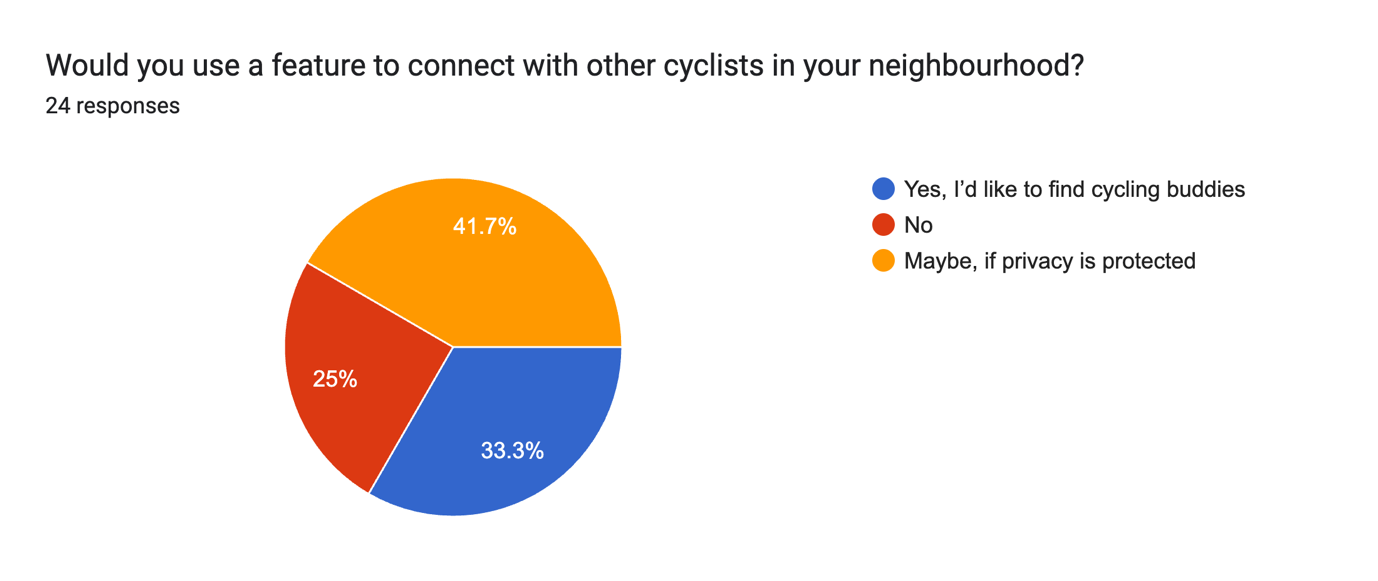 Would you use a feature to connect with other cyclists in your neighbourhood?
24 responses
41.7%
25%
33.3%
Yes, I’d like to find cycling buddies
No
Maybe, if privacy is protected